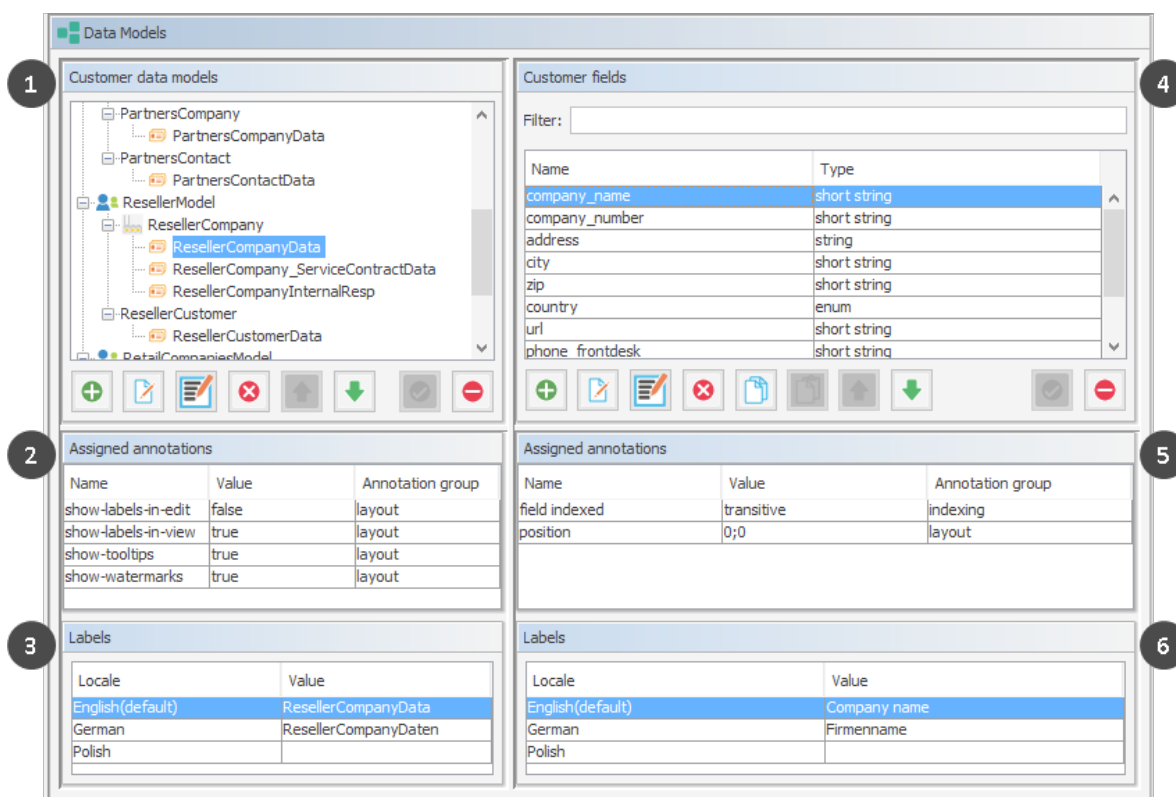 Data Models
1
Customer data models
PartnersCompany
PartnersCompanyData
PartnersContact
PartnersContactData
ResellerModel
ResellerCompany
ResellerCompanyData
ResellerCompany_ServiceContractData
ResellerCompanyInternalResp
ResellerCustomer
ResellerCustomerData
RetailCompaniesModel
4
Customer fields
Filter:
Name Type
company_name short string
company_number short string
address string
city short string
zip short string
country enum
url short string
phone_frontdesk short string
2
Assigned annotations
Name Value Annotation group
show-labels-in-edit false layout
show-labels-in-view true layout
show-tooltips true layout
show-watermarks true layout
5
Assigned annotations
Name Value Annotation group
field indexed transitive indexing
position 0;0 layout
3
Labels
Locale Value
English(default) ResellerCompanyData
German ResellerCompanyDaten
Polish
6
Labels
Locale Value
English(default) Company name
German Firmenname
Polish